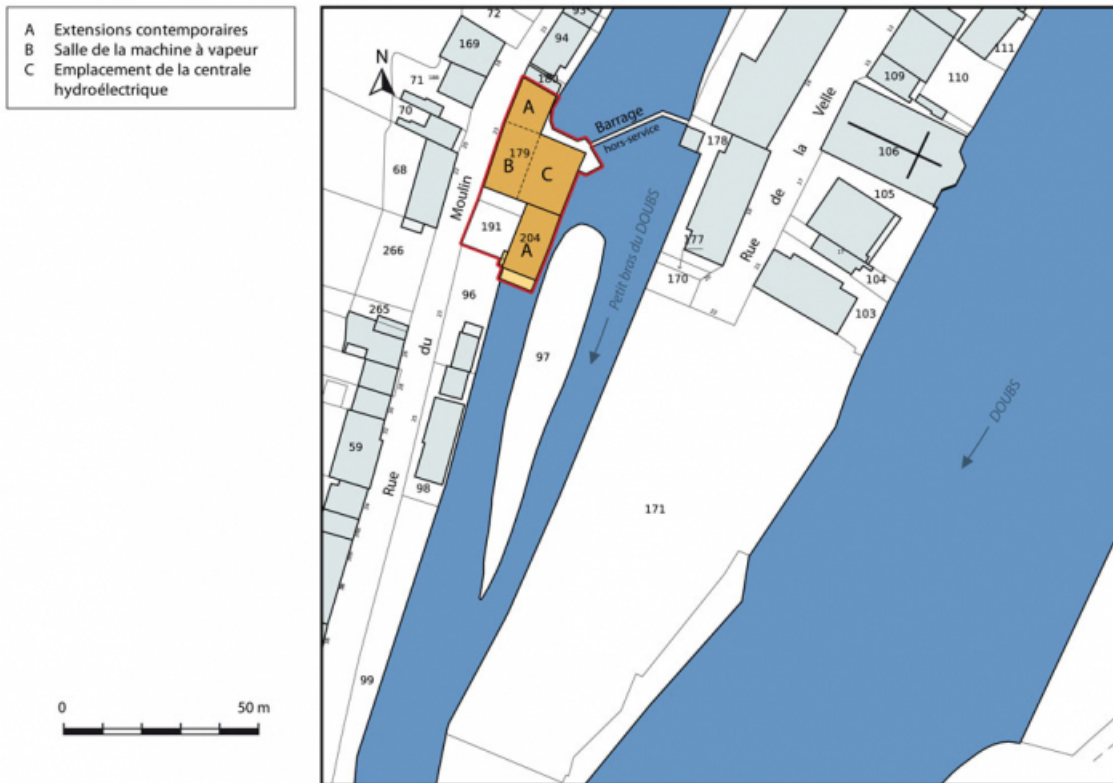 A Extensions contemporaires
B Salle de la machine à vapeur
C Emplacement de la centrale
hydroélectrique
72
93
169
94
111
N
71
180
109
110
70
A
Barrage
hors-service
178
Rue de la Velle
106
179
B
C
68
Moulin
105
191
204
A
177
266
170
104
96
103
265
Petit bras du DOUBS
97
du
DOUBS
59
Rue
98
171
99
0
50 m